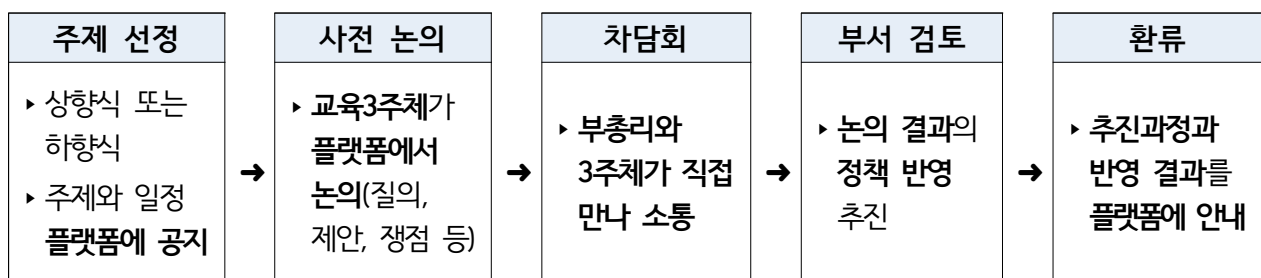 주제 선정
▸ 상향식 또는
하향식
▸ 주제와 일정
플랫폼에 공지
➜
사전 논의
▸ 교육3주체가
플랫폼에서
논의(질의,
제안, 쟁점 등)
➜
차담회
▸ 부총리와
3주체가 직접
만나 소통
➜
부서 검토
▸ 논의 결과의
정책 반영
추진
➜
환류
▸ 추진과정과
반영 결과를
플랫폼에 안내